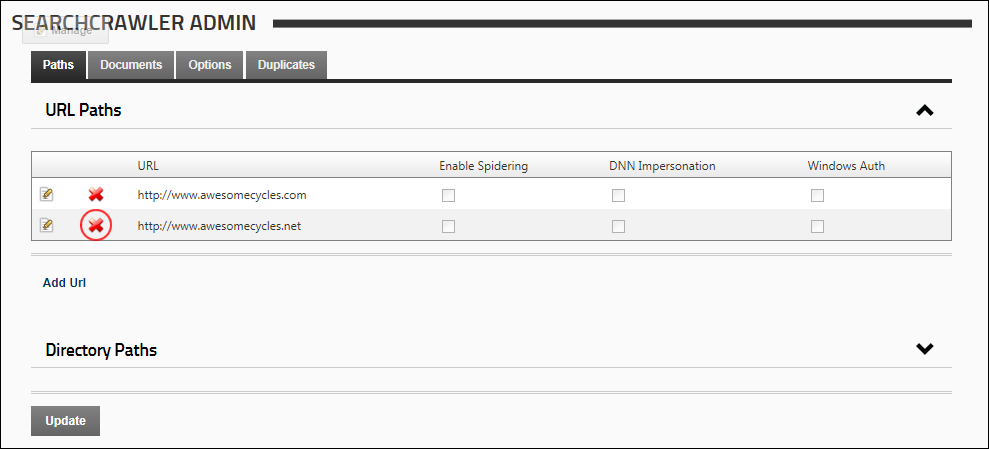 SEARCHCRAWLER ADMIN
Manage
Paths Documents Options Duplicates
URL Paths
URL Enable Spidering DNN Impersonation Windows Auth
http://www.awesomecycles.com
http://www.awesomecycles.net
Add Url
Directory Paths
Update